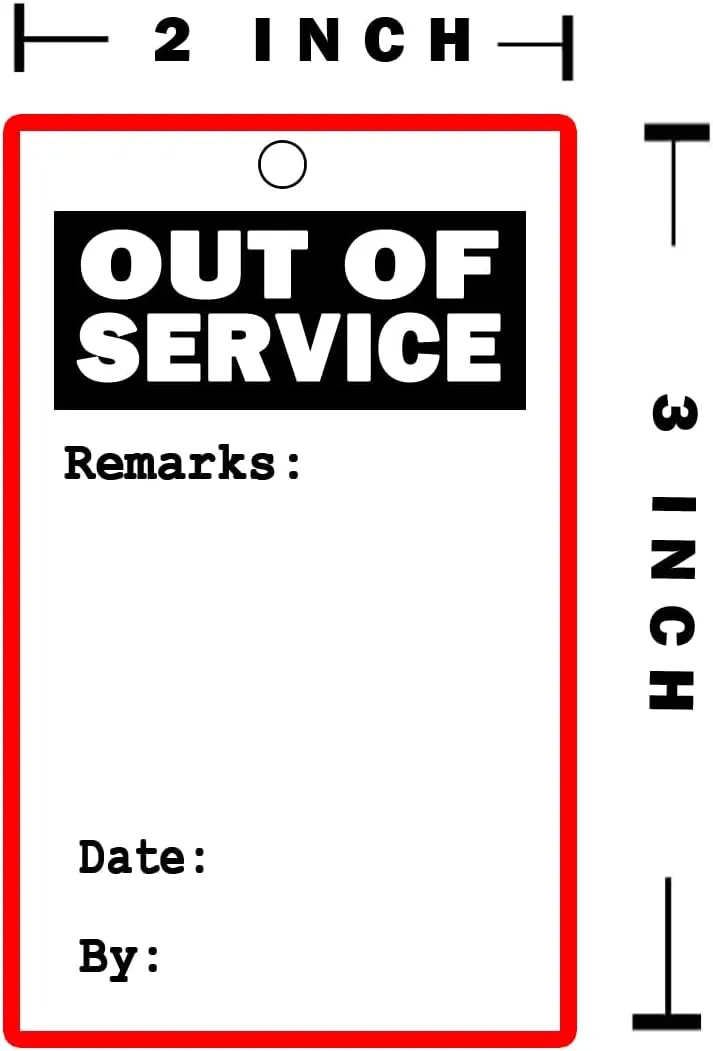 2 INCH
OUT OF
SERVICE
Remarks:
3 INCH
Date:
By: